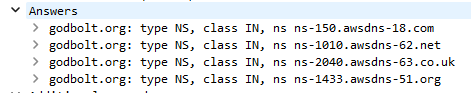 Answers
godbolt.org: type NS, class IN, ns ns-150.awsdns-18.com
godbolt.org: type NS, class IN, ns ns-1010.awsdns-62.net
godbolt.org: type NS, class IN, ns ns-2040.awsdns-63.co.uk
godbolt.org: type NS, class IN, ns ns-1433.awsdns-51.org